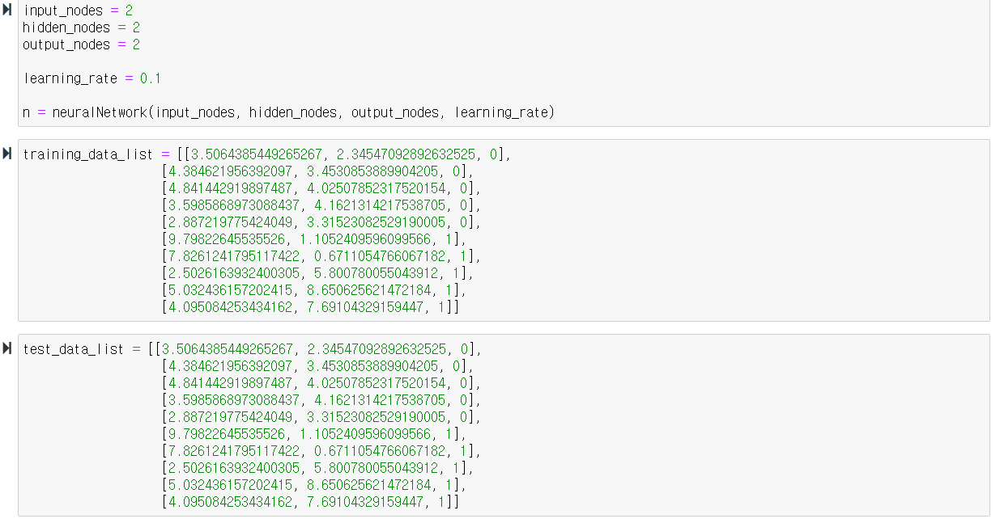 input_nodes = 2
hidden_nodes = 2
output_nodes = 2
learning_rate = 0.1
n = neuralNetwork(input_nodes, hidden_nodes, output_nodes, learning_rate)
training_data_list = [[3.5064385449265267, 2.34547092892632525, 0],
[4.384621956392097, 3.4530853889904205, 0],
[4.841442919897487, 4.02507852317520154, 0],
[3.5985868973088437, 4.1621314217538705, 0],
[2.887219775424049, 3.31523082529190005, 0],
[9.79822645535526, 1.1052409596099566, 1],
[7.8261241795117422, 0.6711054766067182, 1],
[2.5026163932400305, 5.800780055043912, 1],
[5.032436157202415, 8.650625621472184, 1],
[4.095084253434162, 7.69104329159447, 1]]
test_data_list = [[3.5064385449265267, 2.34547092892632525, 0],
[4.384621956392097, 3.4530853889904205, 0],
[4.841442919897487, 4.02507852317520154, 0],
[3.5985868973088437, 4.1621314217538705, 0],
[2.887219775424049, 3.31523082529190005, 0],
[9.79822645535526, 1.1052409596099566, 1],
[7.8261241795117422, 0.6711054766067182, 1],
[2.5026163932400305, 5.800780055043912, 1],
[5.032436157202415, 8.650625621472184, 1],
[4.095084253434162, 7.69104329159447, 1]]